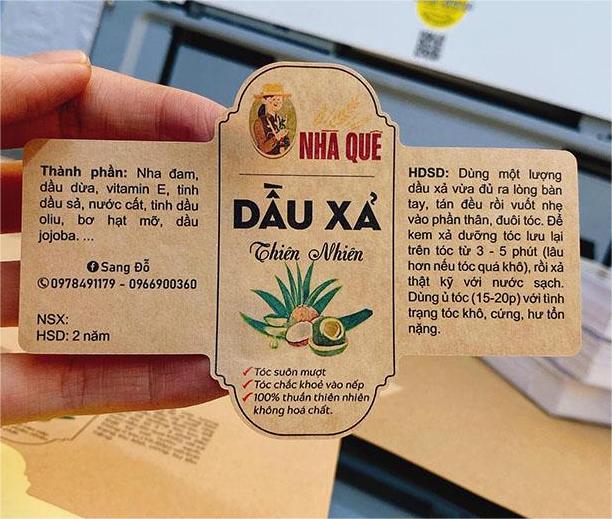 Thành phần: Nha đam,
dầu dừa, vitamin E, tinh
dầu sả, nước cất, tinh dầu
oliu, bơ hạt mỡ, dầu
jojoba. ...
Sang Đỗ
0978491179 - 0966900360
NSX:
HSD: 2 năm
NHÀ QUÊ
DẦU XẢ
Thiên Nhiên
Tóc suôn mượt
Tóc chắc khoẻ vào nếp
100% thuần thiên nhiên
không hoá chất.
HDSD: Dùng một lượng
dầu xả vừa đủ ra lòng bàn
tay, tán đều rồi vuốt nhẹ
vào phần thân, đuôi tóc. Để
kem xả dưỡng tóc lưu lại
trên tóc từ 3 - 5 phút (lâu
hơn nếu tóc quá khô), rồi xả
thật kỹ với nước sạch.
Dùng ủ tóc (15-20p) với tình
trạng tóc khô, cứng, hư tổn
nặng.